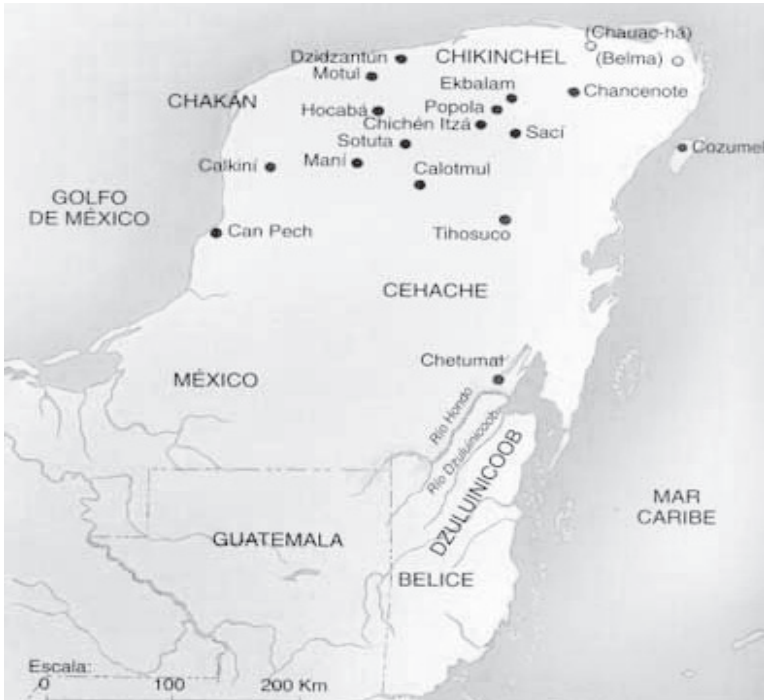 (Chauac-há)
Dzidzantún
CHIKINCHEL
(Belma)
Motul
Ekbalam
Chancenote
CHAKÁN
Hocabá
Popola
Chichén Itzá
Sací
Sotuta
Cozumel
Calkiní
Maní
Calotmul
GOLFO
DE MÉXICO
Can Pech
Tihosuco
CEHACHE
Chetumal
MÉXICO
Río Hondo
Río Dzuluinicoob
DZULUINICOOB
MAR
CARIBE
GUATEMALA
BELICE
Escala:
0 100 200 Km